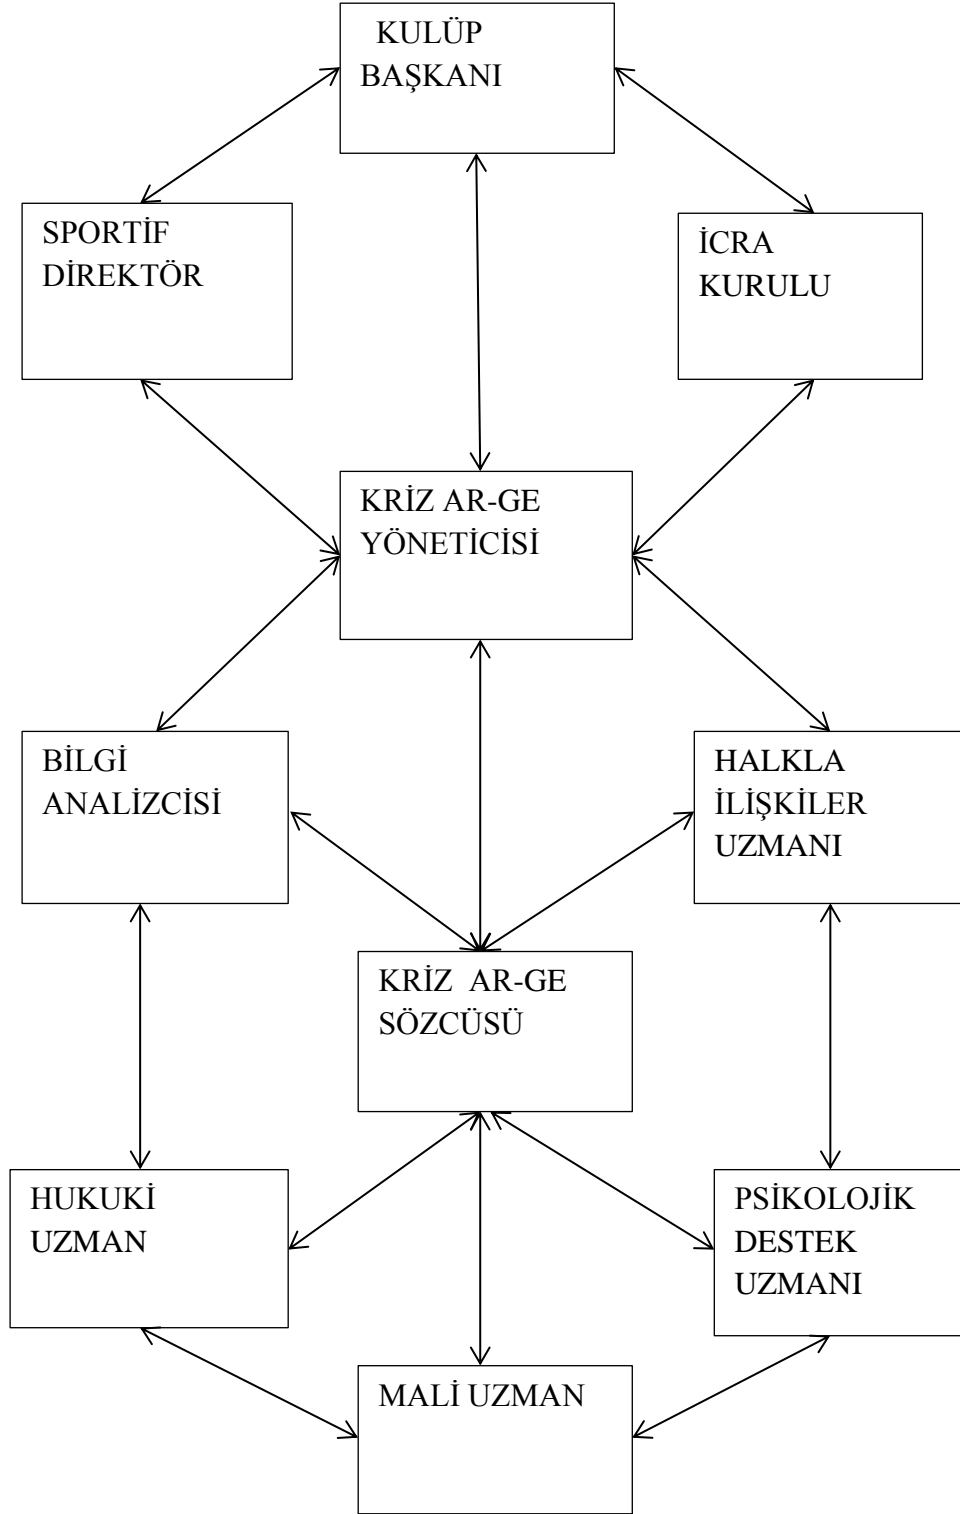 KULÜP
BAŞKANI
SPORTİF
DİREKTÖR
İCRA
KURULU
KRİZ AR-GE
YÖNETİCİSİ
BİLGİ
ANALİZCİSİ
HALKLA
İLİŞKİLER
UZMANI
KRİZ AR-GE
SÖZCÜSÜ
HUKUKİ
UZMAN
PSİKOLOJİK
DESTEK
UZMANI
MALİ UZMAN